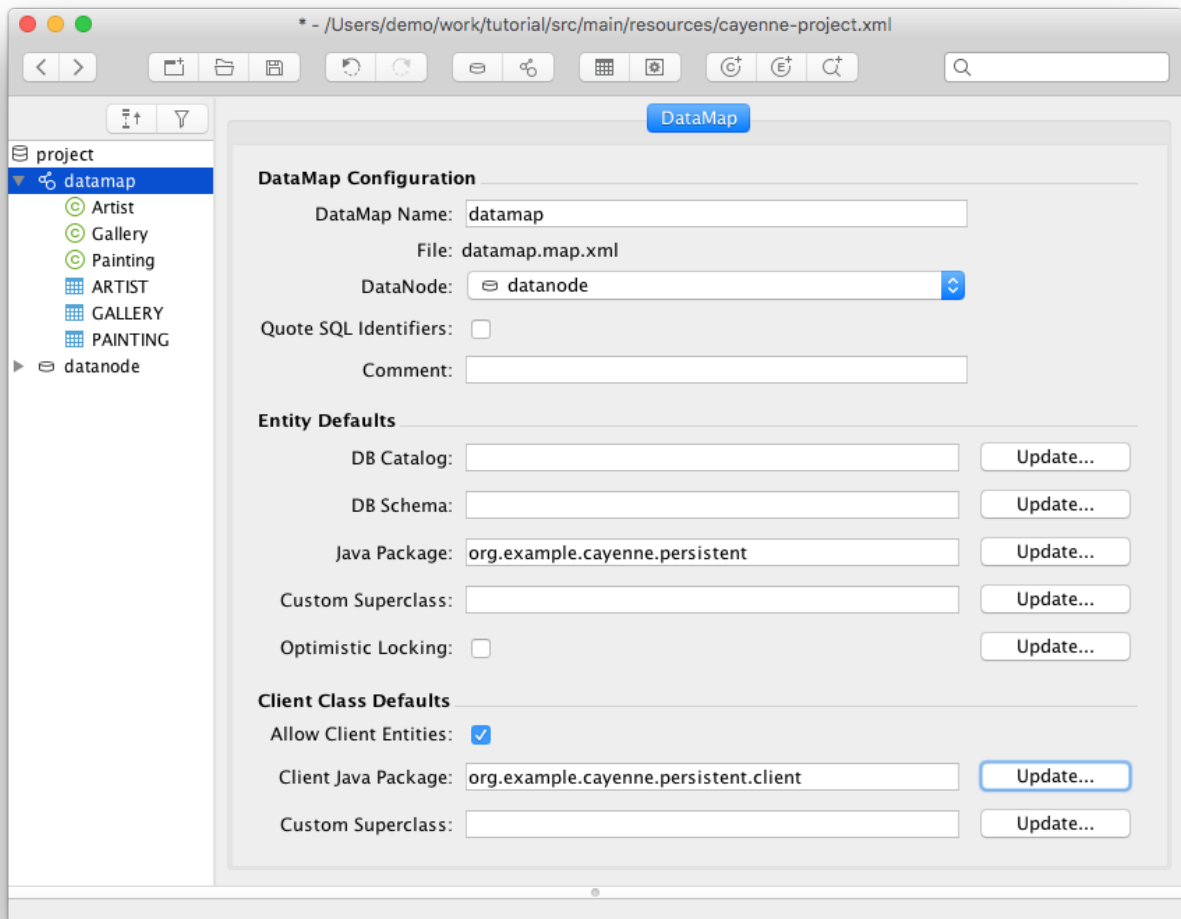 * - /Users/demo/work/tutorial/src/main/resources/cayenne-project.xml
project
datamap
Artist
Gallery
Painting
ARTIST
GALLERY
PAINTING
datanode
DataMap
DataMap Configuration
DataMap Name: datamap
File: datamap.map.xml
DataNode: datanode
Quote SQL Identifiers:
Comment:
Entity Defaults
DB Catalog: Update...
DB Schema: Update...
Java Package: org.example.cayenne.persistent Update...
Custom Superclass: Update...
Optimistic Locking: Update...
Client Class Defaults
Allow Client Entities:
Client Java Package: org.example.cayenne.persistent.client Update...
Custom Superclass: Update...